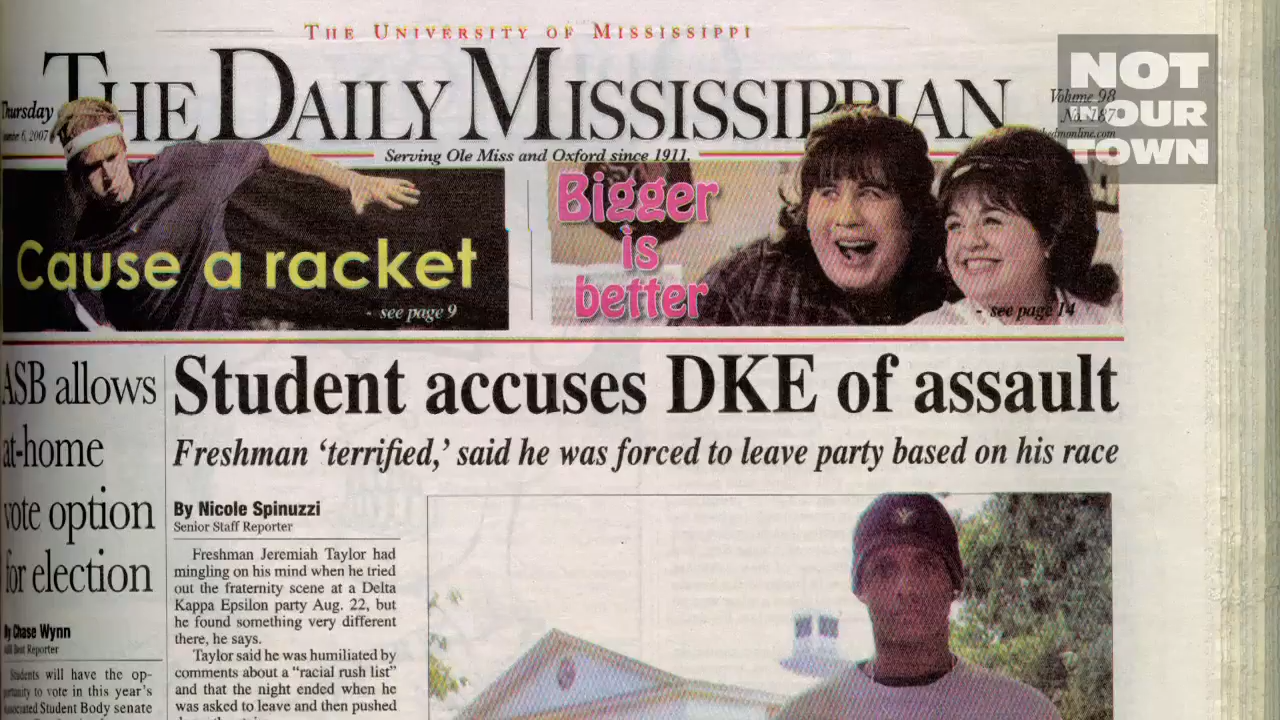 THE UNIVERSITY OF MISSISSIPPI
THE DAILY MISSISSIPPIAN
Thursday
6, 2007
Volume 98
No. 187
NOT
IN OUR
TOWN
Serving Ole Miss and Oxford since 1911.
Cause a racket
- see page 9
Bigger
is
better
- see page 14
ASB allows
at-home
vote option
for election
By Chase Wynn
Reporter
Students will have the op-
portunity to vote in this year's
Associated Student Body senate
Student accuses DKE of assault
Freshman ‘terrified,’ said he was forced to leave party based on his race
By Nicole Spinuzzi
Senior Staff Reporter
Freshman Jeremiah Taylor had
mingling on his mind when he tried
out the fraternity scene at a Delta
Kappa Epsilon party Aug. 22, but
he found something very different
there, he says.
Taylor said he was humiliated by
comments about a “racial rush list”
and that the night ended when he
was asked to leave and then pushed